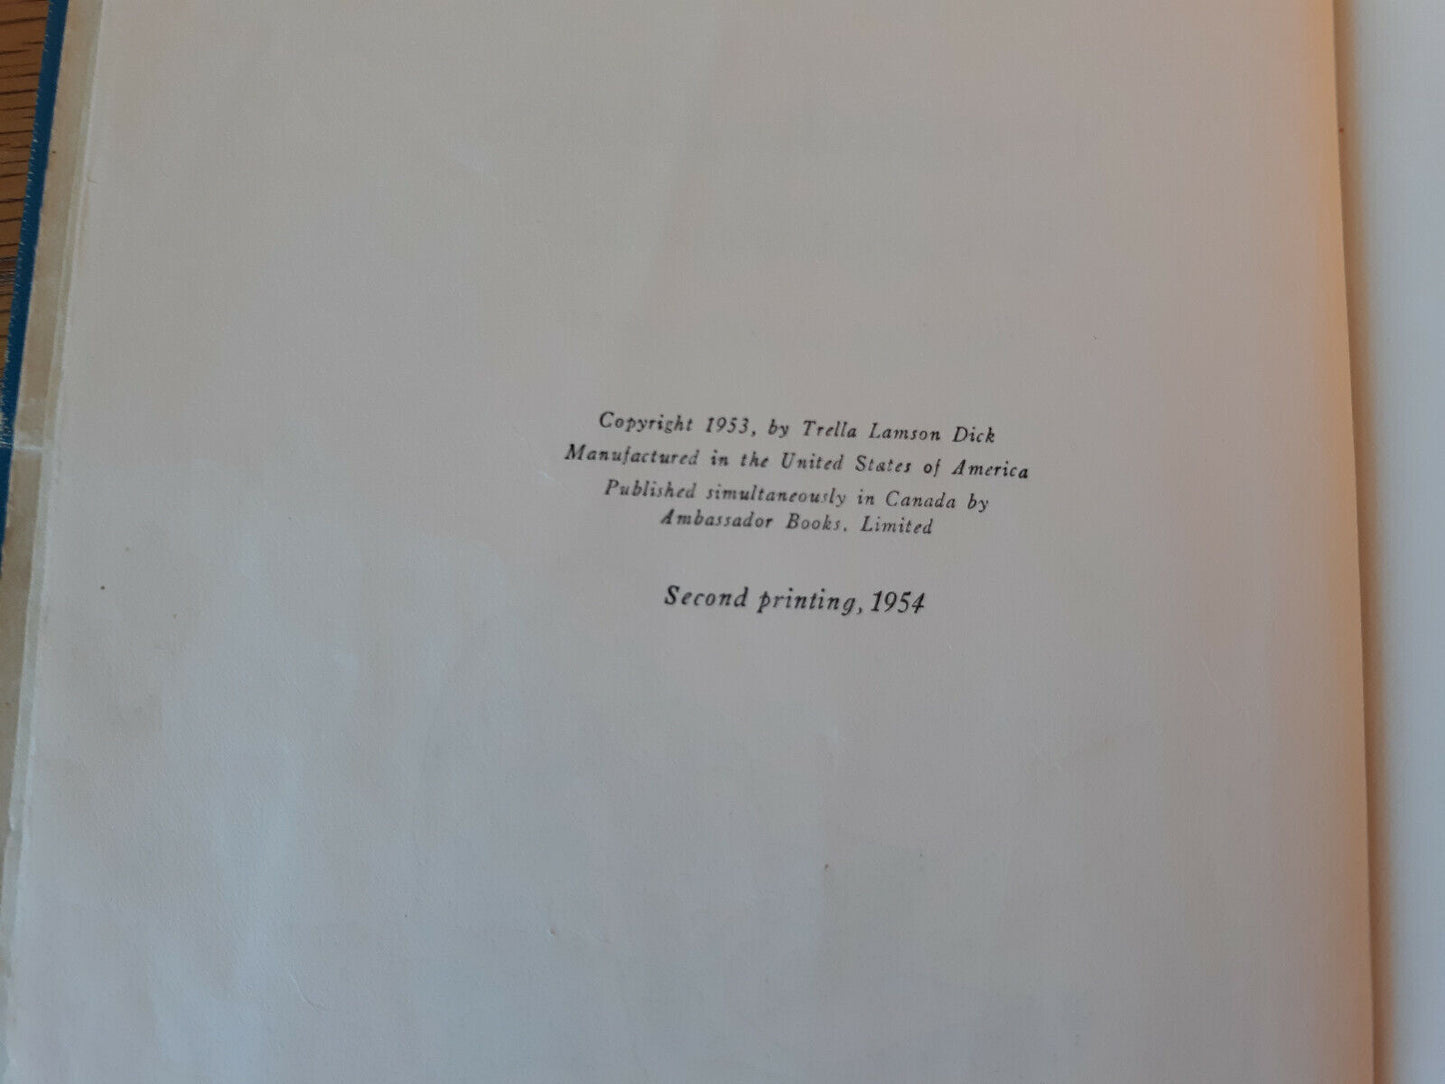 Copyright 1953, by Trella Lamson Dick
Manufactured in the United States of America
Published simultaneously in Canada by
Ambassador Books. Limited
Second printing, 1954